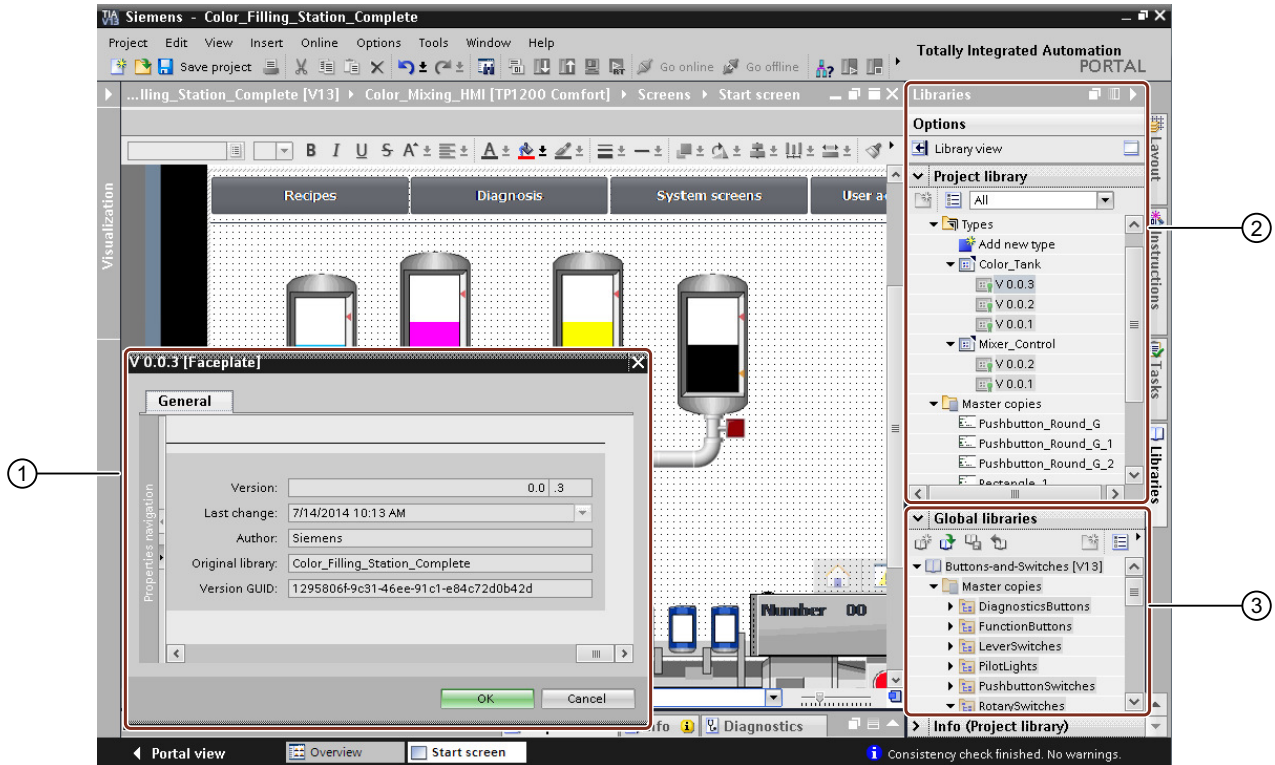 Siemens - Color_Filling_Station_Complete
Project Edit View Insert Online Options Tools Window Help
Totally Integrated Automation
PORTAL
Save project
Go online
Go offline
...lling_Station_Complete [V13] Color_Mixing_HMI [TP1200 Comfort] Screens Start screen
Libraries
Options
Library view
Project library
All
Types
Add new type
Color_Tank
V 0.0.3
V 0.0.2
V 0.0.1
Mixer_Control
V 0.0.2
V 0.0.1
Master copies
Pushbutton_Round_G
Pushbutton_Round_G_1
Pushbutton_Round_G_2
Rectangle_1
Global libraries
Buttons-and-Switches [V13]
Master copies
DiagnosticsButtons
FunctionButtons
LeverSwitches
PilotLights
PushbuttonSwitches
RotarySwitches
Info (Project library)
Layout
Instructions
Tasks
Libraries
Visualization
B I U S A
Recipes
Diagnosis
System screens
User a
Number 00
V 0.0.3 [Faceplate]
General
Properties navigation
Version: 0.0 .3
Last change: 7/14/2014 10:13 AM
Author: Siemens
Original library: Color_Filling_Station_Complete
Version GUID: 1295806f-9c31-46ee-91c1-e84c72d0b42d
OK
Cancel
Diagnostics
Portal view
Overview
Start screen
Consistency check finished. No warnings.
1
2
3